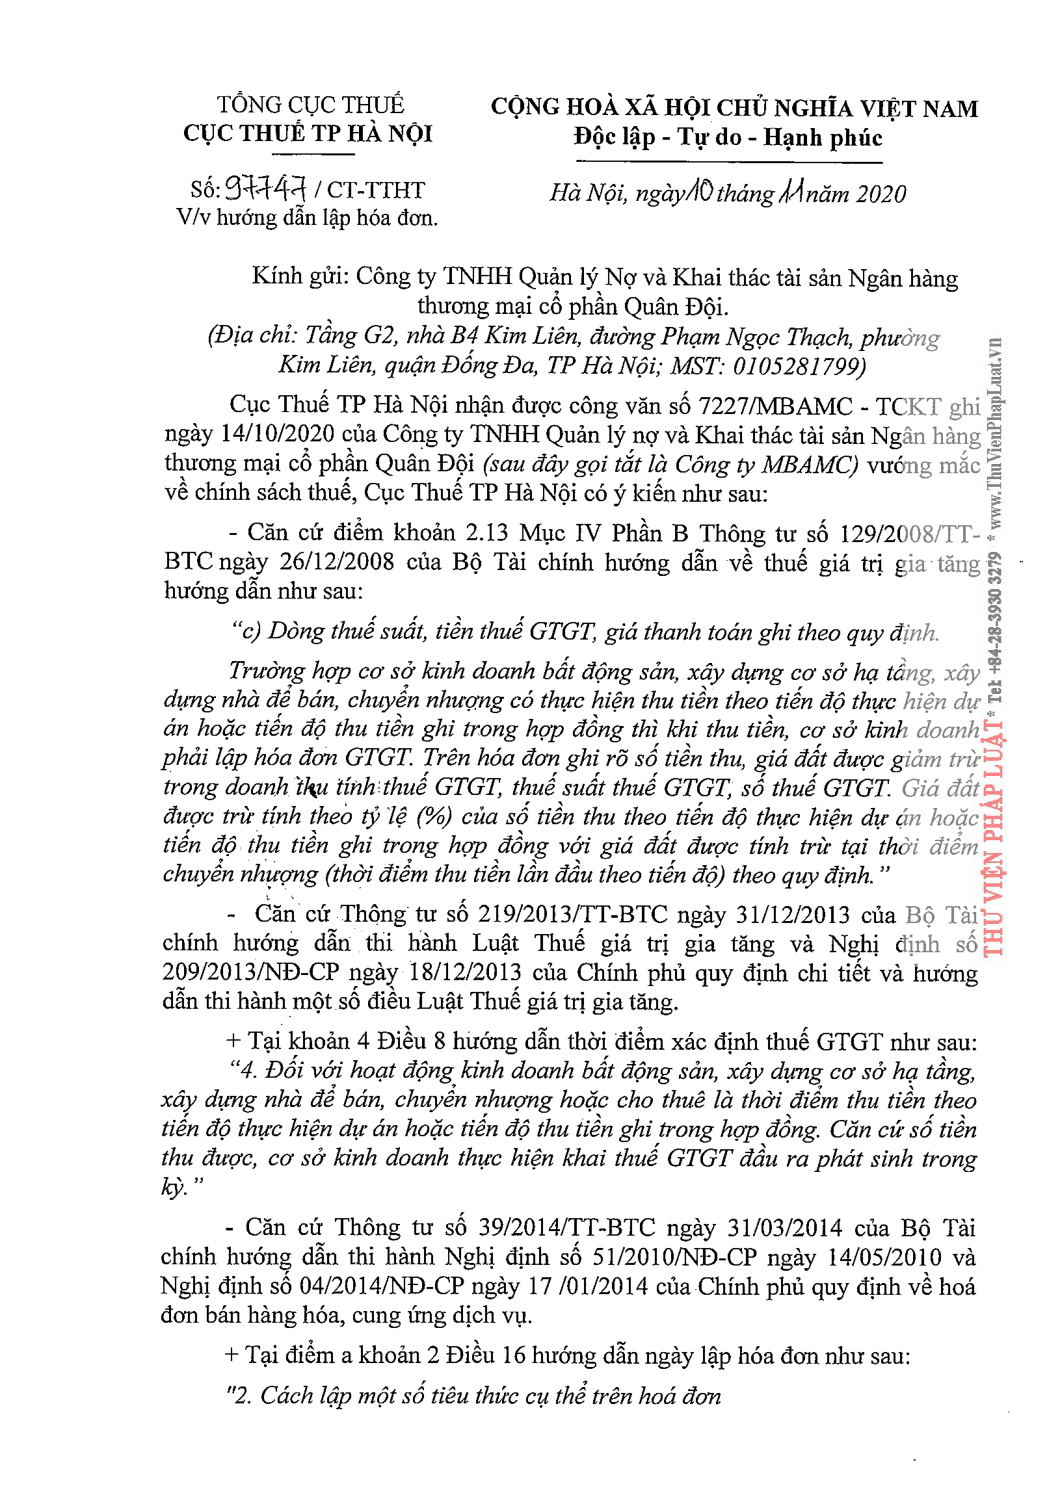 TỔNG CỤC THUẾ
CỤC THUẾ TP HÀ NỘI
CỘNG HOÀ XÃ HỘI CHỦ NGHĨA VIỆT NAM
Độc lập - Tự do - Hạnh phúc
Số: 97747 / CT-TTHT
V/v hướng dẫn lập hóa đơn.
Hà Nội, ngày 10 tháng 11 năm 2020
Kính gửi: Công ty TNHH Quản lý Nợ và Khai thác tài sản Ngân hàng
thương mại cổ phần Quân Đội.
(Địa chỉ: Tầng G2, nhà B4 Kim Liên, đường Phạm Ngọc Thạch, phường
Kim Liên, quận Đống Đa, TP Hà Nội; MST: 0105281799)
Cục Thuế TP Hà Nội nhận được công văn số 7227/MBAMC - TCKT ghi
ngày 14/10/2020 của Công ty TNHH Quản lý nợ và Khai thác tài sản Ngân hàng
thương mại cổ phần Quân Đội (sau đây gọi tắt là Công ty MBAMC) vướng mắc
về chính sách thuế, Cục Thuế TP Hà Nội có ý kiến như sau:
- Căn cứ điểm khoản 2.13 Mục IV Phần B Thông tư số 129/2008/TT-
BTC ngày 26/12/2008 của Bộ Tài chính hướng dẫn về thuế giá trị gia tăng
hướng dẫn như sau:
“c) Dòng thuế suất, tiền thuế GTGT, giá thanh toán ghi theo quy định.
Trường hợp cơ sở kinh doanh bất động sản, xây dựng cơ sở hạ tầng, xây
dựng nhà để bán, chuyển nhượng có thực hiện thu tiền theo tiến độ thực hiện dự
án hoặc tiến độ thu tiền ghi trong hợp đồng thì khi thu tiền, cơ sở kinh doanh
phải lập hóa đơn GTGT. Trên hóa đơn ghi rõ số tiền thu, giá đất được giảm trừ
trong doanh thu tính thuế GTGT, thuế suất thuế GTGT, số thuế GTGT. Giá đất
được trừ tính theo tỷ lệ (%) của số tiền thu theo tiến độ thực hiện dự án hoặc
tiến độ thu tiền ghi trong hợp đồng với giá đất được tính trừ tại thời điểm
chuyển nhượng (thời điểm thu tiền lần đầu theo tiến độ) theo quy định.”
- Căn cứ Thông tư số 219/2013/TT-BTC ngày 31/12/2013 của Bộ Tài
chính hướng dẫn thi hành Luật Thuế giá trị gia tăng và Nghị định số
209/2013/NĐ-CP ngày 18/12/2013 của Chính phủ quy định chi tiết và hướng
dẫn thi hành một số điều Luật Thuế giá trị gia tăng.
+ Tại khoản 4 Điều 8 hướng dẫn thời điểm xác định thuế GTGT như sau:
“4. Đối với hoạt động kinh doanh bất động sản, xây dựng cơ sở hạ tầng,
xây dựng nhà để bán, chuyển nhượng hoặc cho thuê là thời điểm thu tiền theo
tiến độ thực hiện dự án hoặc tiến độ thu tiền ghi trong hợp đồng. Căn cứ số tiền
thu được, cơ sở kinh doanh thực hiện khai thuế GTGT đầu ra phát sinh trong
kỳ.”
- Căn cứ Thông tư số 39/2014/TT-BTC ngày 31/03/2014 của Bộ Tài
chính hướng dẫn thi hành Nghị định số 51/2010/NĐ-CP ngày 14/05/2010 và
Nghị định số 04/2014/NĐ-CP ngày 17 /01/2014 của Chính phủ quy định về hoá
đơn bán hàng hóa, cung ứng dịch vụ.
+ Tại điểm a khoản 2 Điều 16 hướng dẫn ngày lập hóa đơn như sau:
"2. Cách lập một số tiêu thức cụ thể trên hoá đơn
THƯ VIỆN PHÁP LUẬT * Tel: +84-28-3930 3279 * www.ThuVienPhapLuat.vn